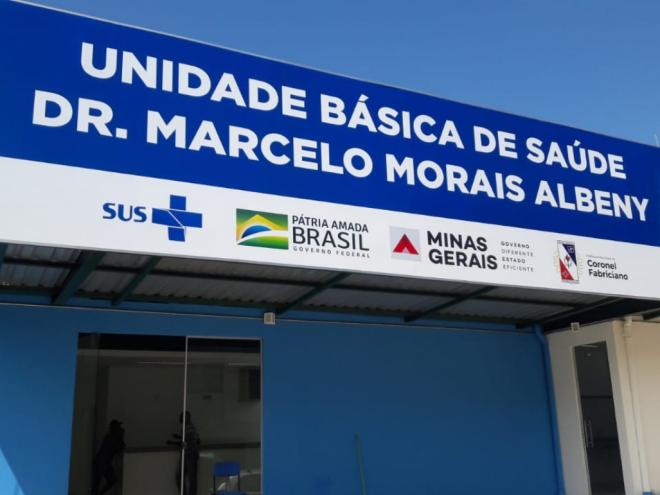 UNIDADE BÁSICA DE SAÚDE
DR. MARCELO MORAIS ALBENY
SUS
PÁTRIA AMADA
BRASIL
GOVERNO FEDERAL
MINAS
GERAIS
GOVERNO
DIFERENTE
ESTADO
EFICIENTE
Coronel
Fabriciano